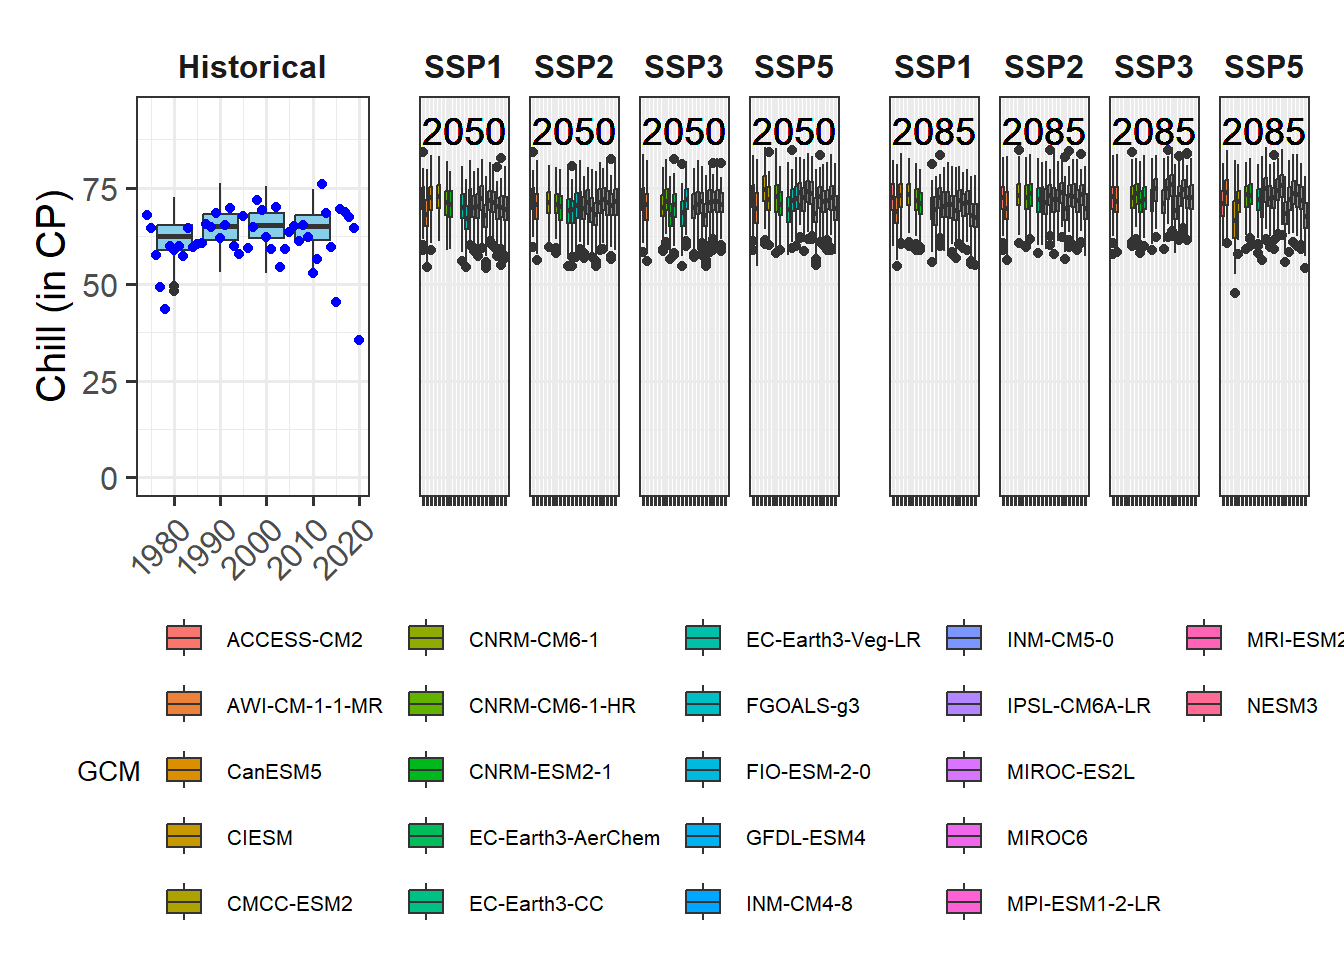 Historical SSP1 SSP2 SSP3 SSP5 SSP1 SSP2 SSP3 SSP5
2050 2050 2050 2050 2085 2085 2085 2085
Chill (in CP)
75
50
25
0
1980 1990 2000 2010 2020
GCM
ACCESS-CM2 CNRM-CM6-1 EC-Earth3-Veg-LR INM-CM5-0 MRI-ESM2
AWI-CM-1-1-MR CNRM-CM6-1-HR FGOALS-g3 IPSL-CM6A-LR NESM3
CanESM5 CNRM-ESM2-1 FIO-ESM-2-0 MIROC-ES2L
CIESM EC-Earth3-AerChem GFDL-ESM4 MIROC6
CMCC-ESM2 EC-Earth3-CC INM-CM4-8 MPI-ESM1-2-LR